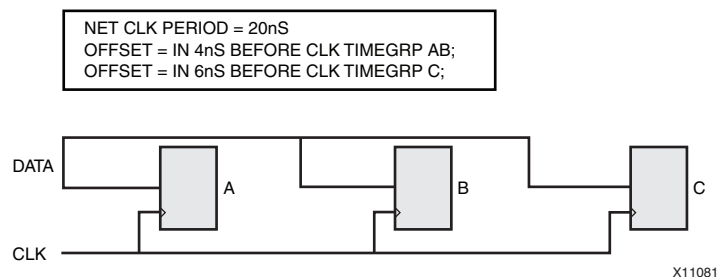 NET CLK PERIOD = 20nS
OFFSET = IN 4nS BEFORE CLK TIMEGRP AB;
OFFSET = IN 6nS BEFORE CLK TIMEGRP C;
DATA
A
B
C
CLK
X11081